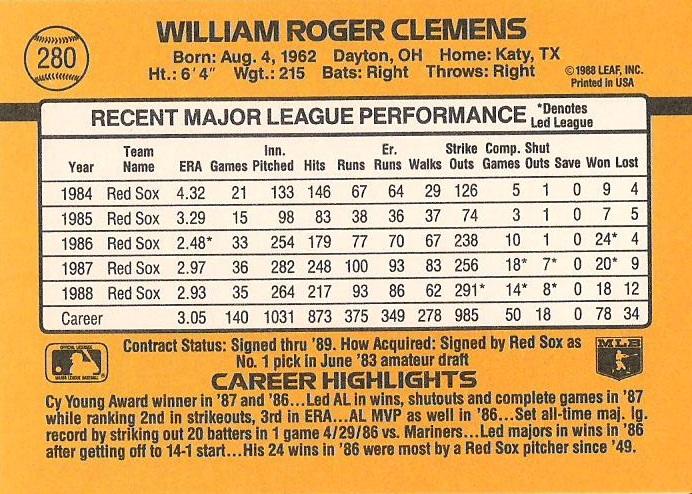 280
WILLIAM ROGER CLEMENS
Born: Aug. 4, 1962 Dayton, OH Home: Katy, TX
Ht.: 6'4" Wgt.: 215 Bats: Right Throws: Right
©1988 LEAF, INC.
Printed in USA
RECENT MAJOR LEAGUE PERFORMANCE *Denotes Led League
Year Team Name ERA Games Inn. Pitched Hits Runs Er. Runs Walks Strike Outs Comp. Games Shut Outs Save Won Lost
1984 Red Sox 4.32 21 133 146 67 64 29 126 5 1 0 9 4
1985 Red Sox 3.29 15 98 83 38 36 37 74 3 1 0 7 5
1986 Red Sox 2.48* 33 254 179 77 70 67 238 10 1 0 24* 4
1987 Red Sox 2.97 36 282 248 100 93 83 256 18* 7* 0 20* 9
1988 Red Sox 2.93 35 264 217 93 86 62 291* 14* 8* 0 18 12
Career 3.05 140 1031 873 375 349 278 985 50 18 0 78 34
Contract Status: Signed thru '89. How Acquired: Signed by Red Sox as
No. 1 pick in June '83 amateur draft
MLB
CAREER HIGHLIGHTS
Cy Young Award winner in '87 and '86...Led AL in wins, shutouts and complete games in '87
while ranking 2nd in strikeouts, 3rd in ERA...AL MVP as well in '86...Set all-time maj. lg.
record by striking out 20 batters in 1 game 4/29/86 vs. Mariners...Led majors in wins in '86
after getting off to 14-1 start...His 24 wins in '86 were most by a Red Sox pitcher since '49.